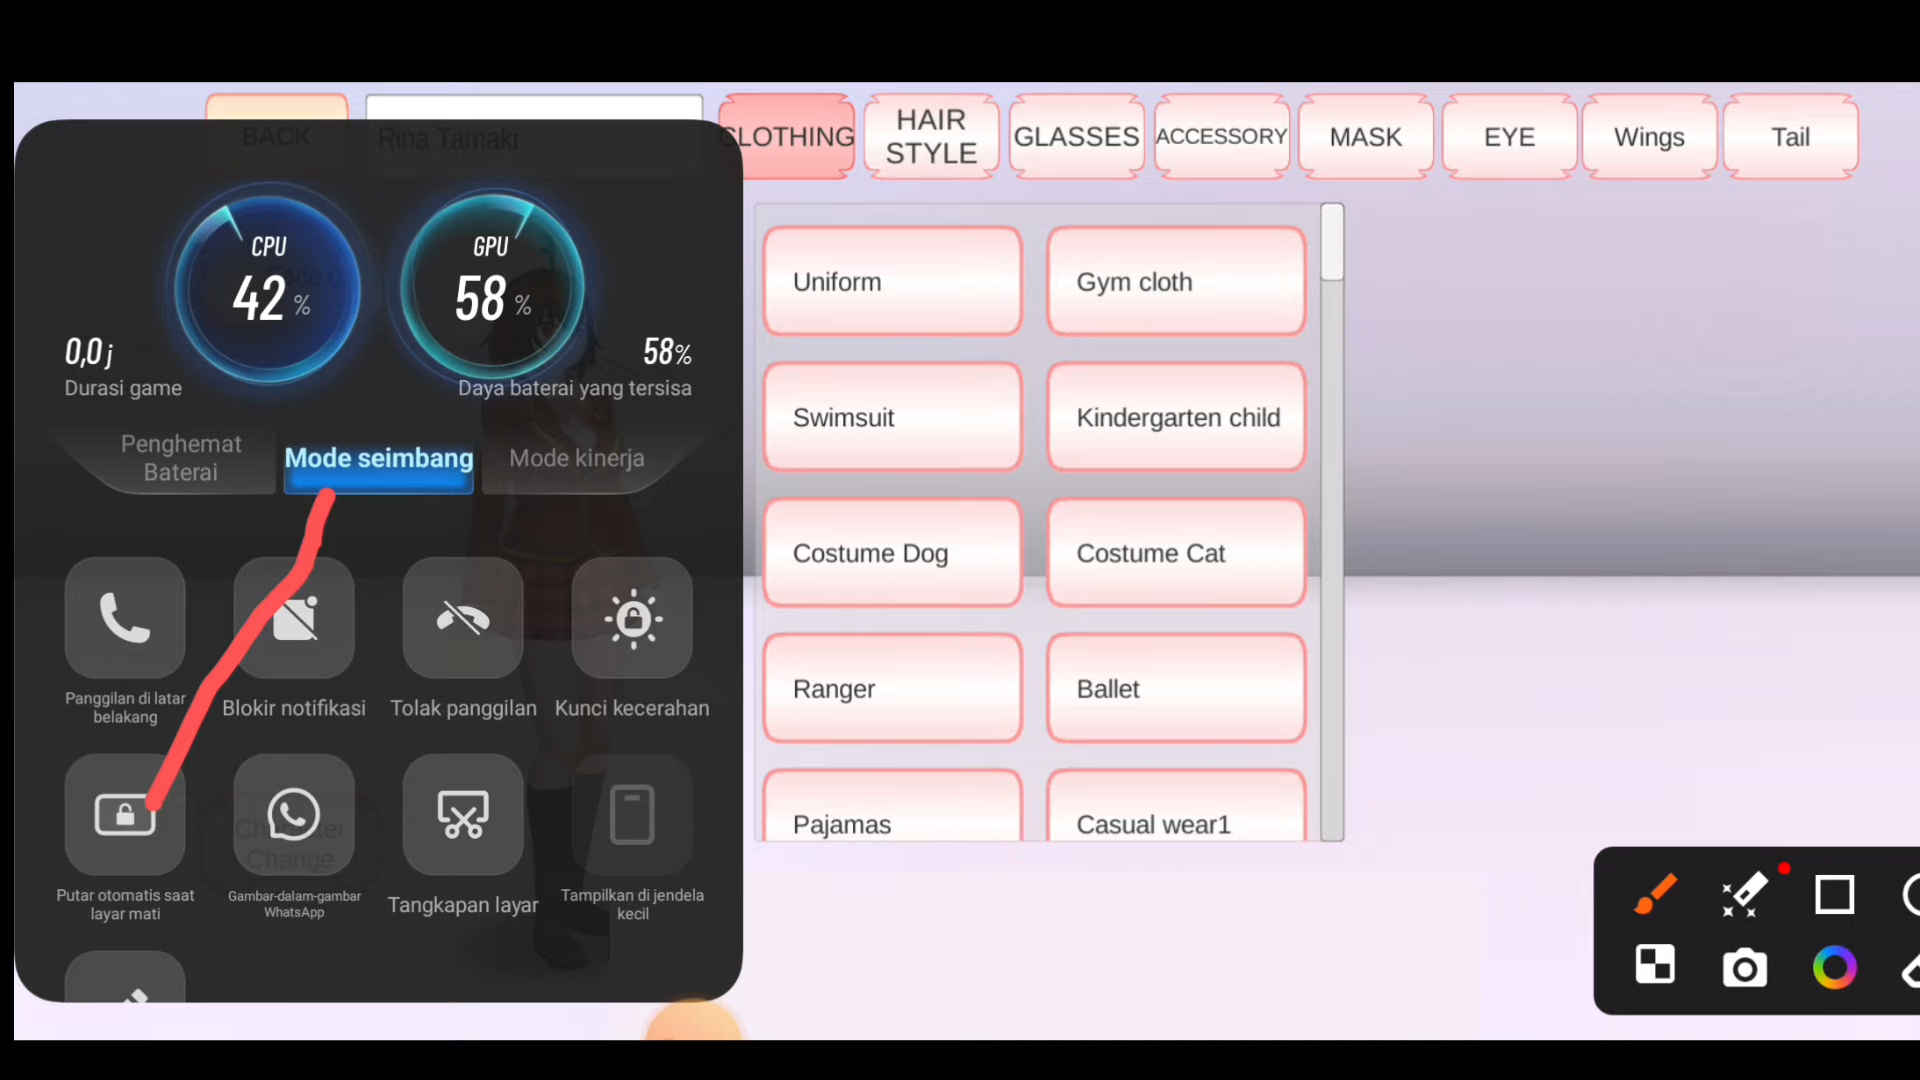 BACK
Rina Tamaki
CLOTHING
HAIR
STYLE
GLASSES
ACCESSORY
MASK
EYE
Wings
Tail
CPU
42 %
GPU
58 %
0,0 j
Durasi game
58%
Daya baterai yang tersisa
Penghemat
Baterai
Mode seimbang
Mode kinerja
Panggilan di latar
belakang
Blokir notifikasi
Tolak panggilan
Kunci kecerahan
Character
Change
Putar otomatis saat
layar mati
Gambar-dalam-gambar
WhatsApp
Tangkapan layar
Tampilkan di jendela
kecil
Uniform
Gym cloth
Swimsuit
Kindergarten child
Costume Dog
Costume Cat
Ranger
Ballet
Pajamas
Casual wear1